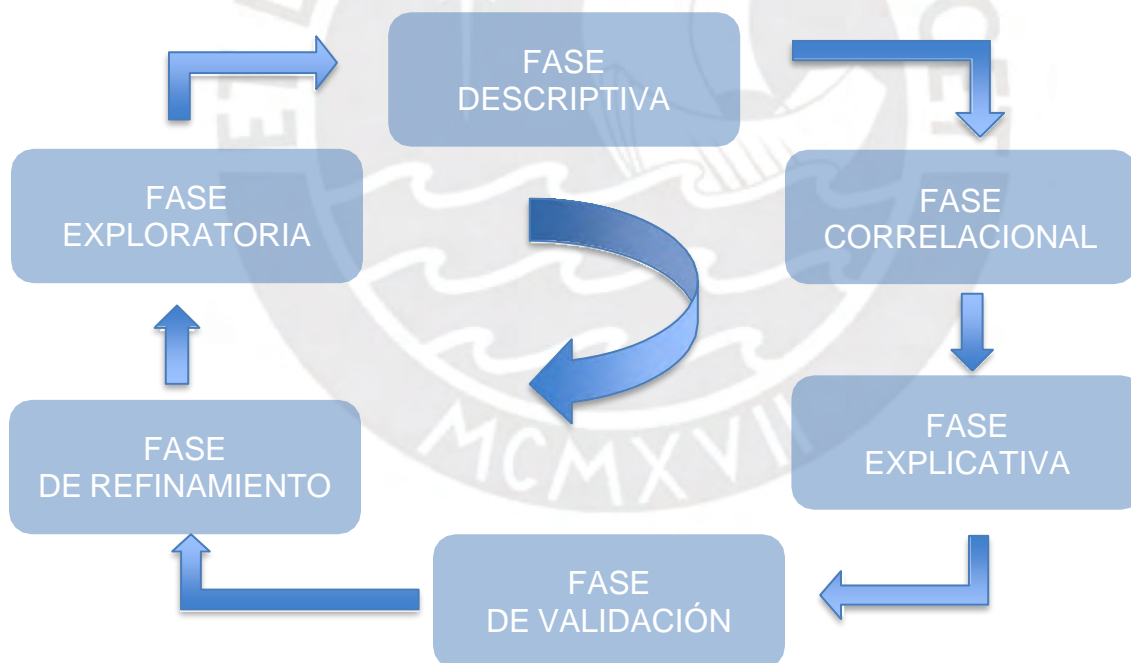 FASE
DESCRIPTIVA
FASE
CORRELACIONAL
FASE
EXPLICATIVA
FASE
DE VALIDACIÓN
FASE
DE REFINAMIENTO
FASE
EXPLORATORIA
MCMXVII